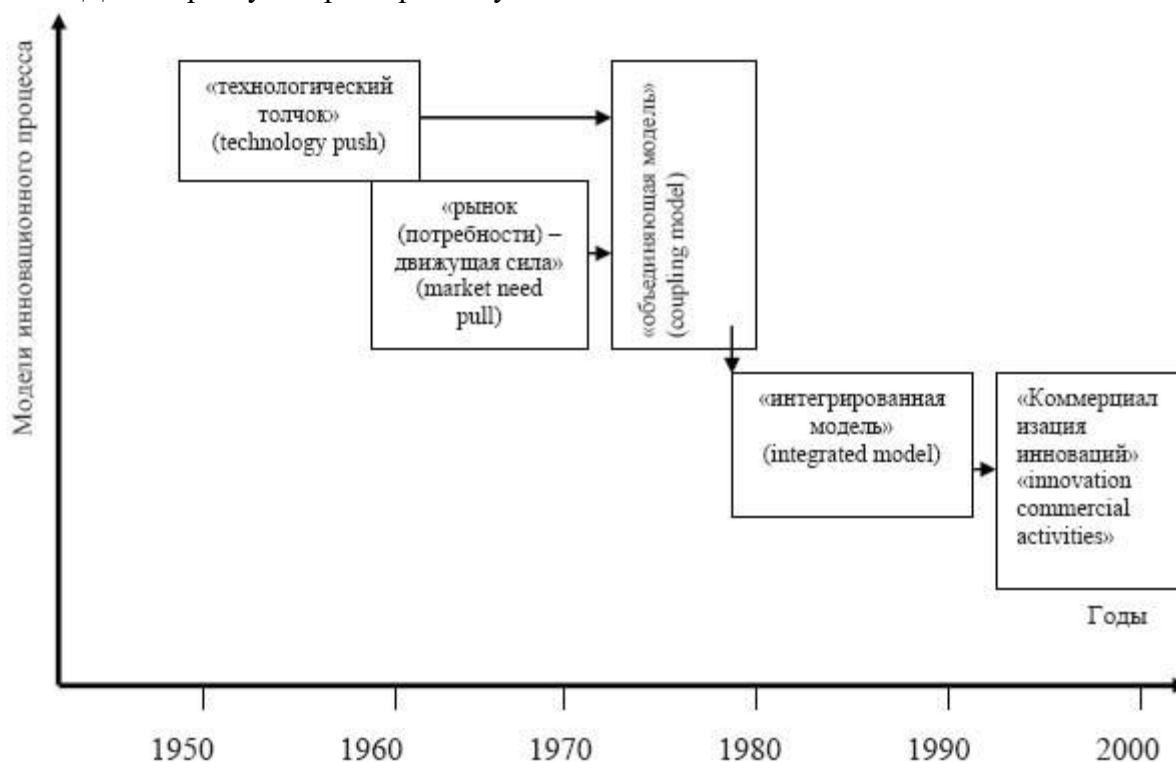 Модели инновационного процесса
«технологический
толчок»
(technology push)
«рынок
(потребности) –
движущая сила»
(market need
pull)
«объединяющая модель»
(coupling model)
«интегрированная
модель»
(integrated model)
«Коммерциал
изация
инноваций»
«innovation
commercial
activities»
Годы
1950 1960 1970 1980 1990 2000